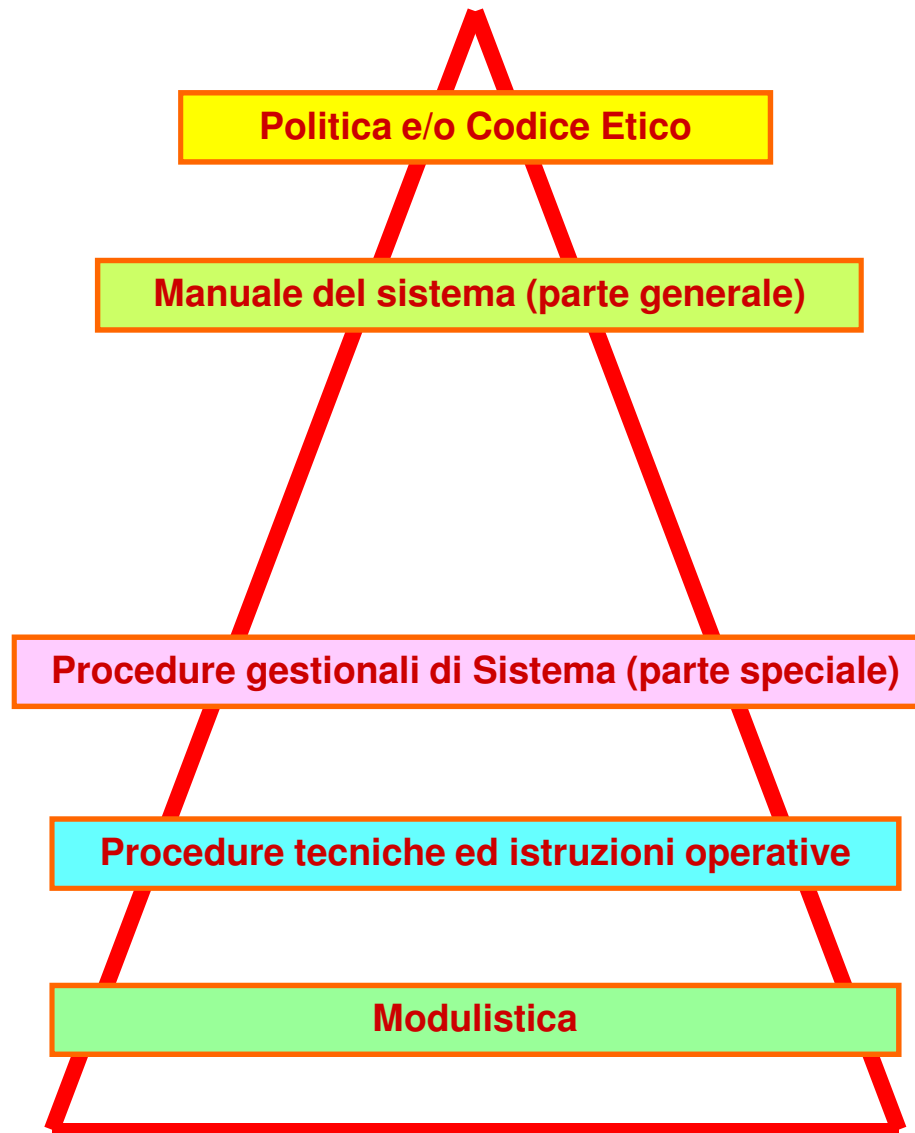 Politica e/o Codice Etico
Manuale del sistema (parte generale)
Procedure gestionali di Sistema (parte speciale)
Procedure tecniche ed istruzioni operative
Modulistica